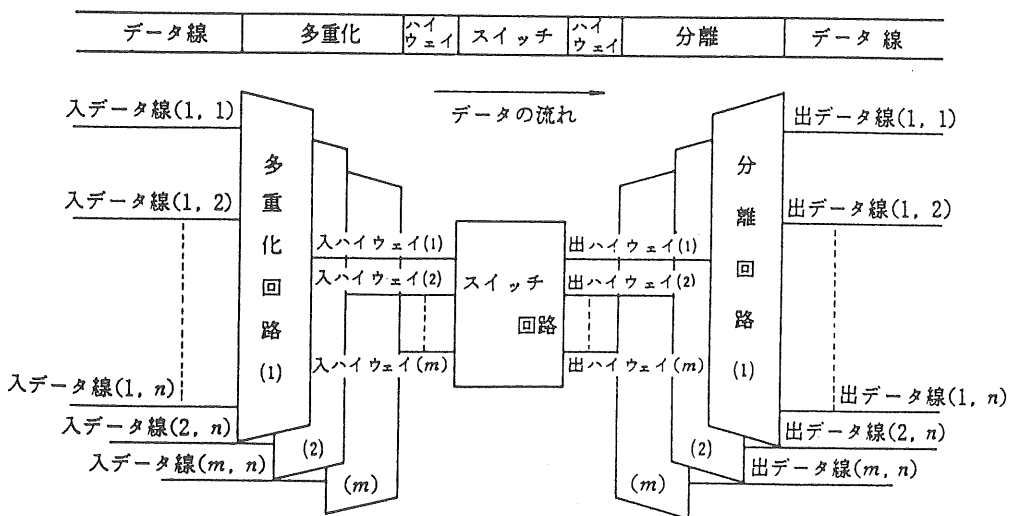 データ線 多重化 ハイウェイ スイッチ ハイウェイ 分離 データ線
データの流れ
入データ線(1, 1)
入データ線(1, 2)
入データ線(1, n)
入データ線(2, n)
入データ線(m, n)
多重化回路(1)
(2)
(m)
入ハイウェイ(1)
入ハイウェイ(2)
入ハイウェイ(m)
スイッチ
回路
出ハイウェイ(1)
出ハイウェイ(2)
出ハイウェイ(m)
分離回路(1)
(2)
(m)
出データ線(1, 1)
出データ線(1, 2)
出データ線(1, n)
出データ線(2, n)
出データ線(m, n)